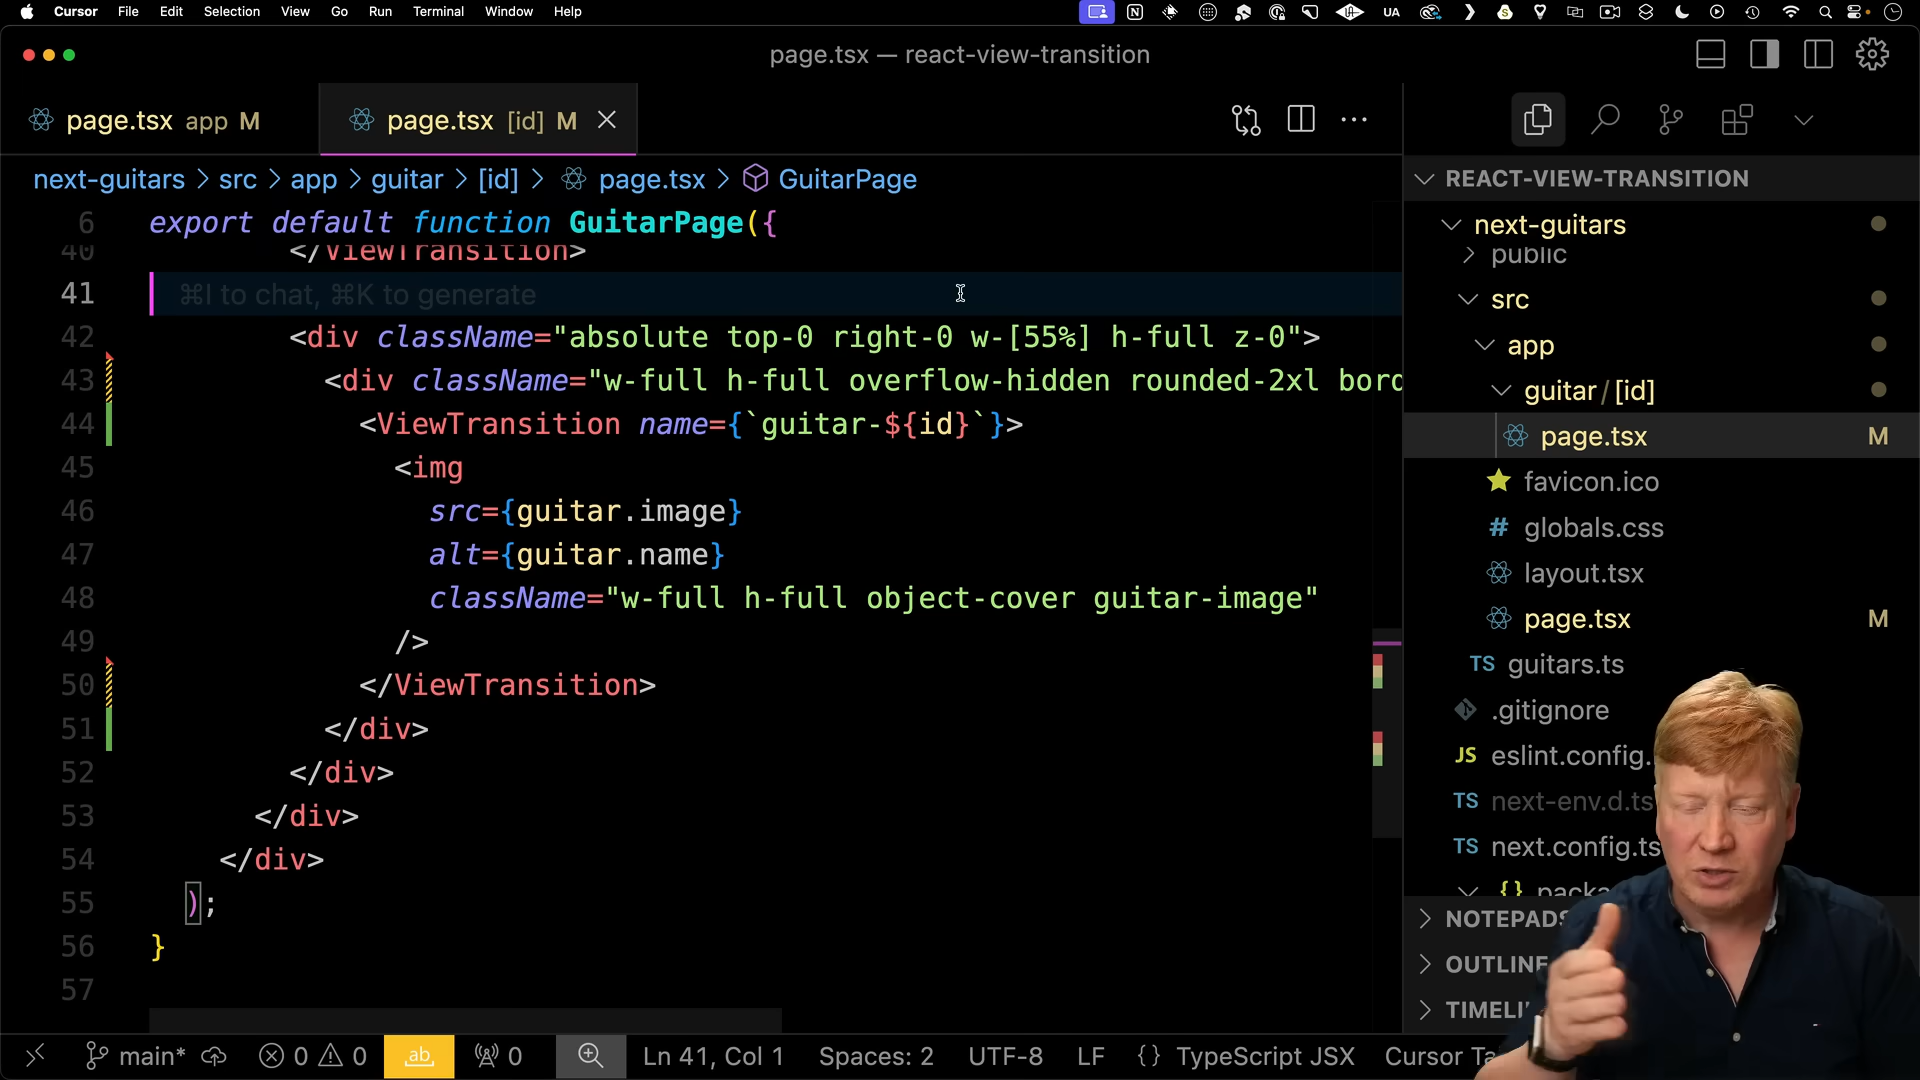 Cursor File Edit Selection View Go Run Terminal Window Help
UA
page.tsx — react-view-transition
page.tsx app M
page.tsx [id] M
next-guitars > src > app > guitar > [id] > page.tsx > GuitarPage
6 export default function GuitarPage({
40 </ViewTransition>
41 ⌘I to chat, ⌘K to generate
42 <div className="absolute top-0 right-0 w-[55%] h-full z-0">
43 <div className="w-full h-full overflow-hidden rounded-2xl bord
44 <ViewTransition name={`guitar-${id}`}>
45 <img
46 src={guitar.image}
47 alt={guitar.name}
48 className="w-full h-full object-cover guitar-image"
49 />
50 </ViewTransition>
51 </div>
52 </div>
53 </div>
54 </div>
55 );
56 }
57
REACT-VIEW-TRANSITION
next-guitars
public
src
app
guitar/[id]
page.tsx M
favicon.ico
# globals.css
layout.tsx
page.tsx M
TS guitars.ts
.gitignore
JS eslint.config.
TS next-env.d.ts
TS next.config.ts
{} packa
NOTEPADS
OUTLINE
TIMELI
main* 0 0 ab 0 Ln 41, Col 1 Spaces: 2 UTF-8 LF {} TypeScript JSX Cursor Ta